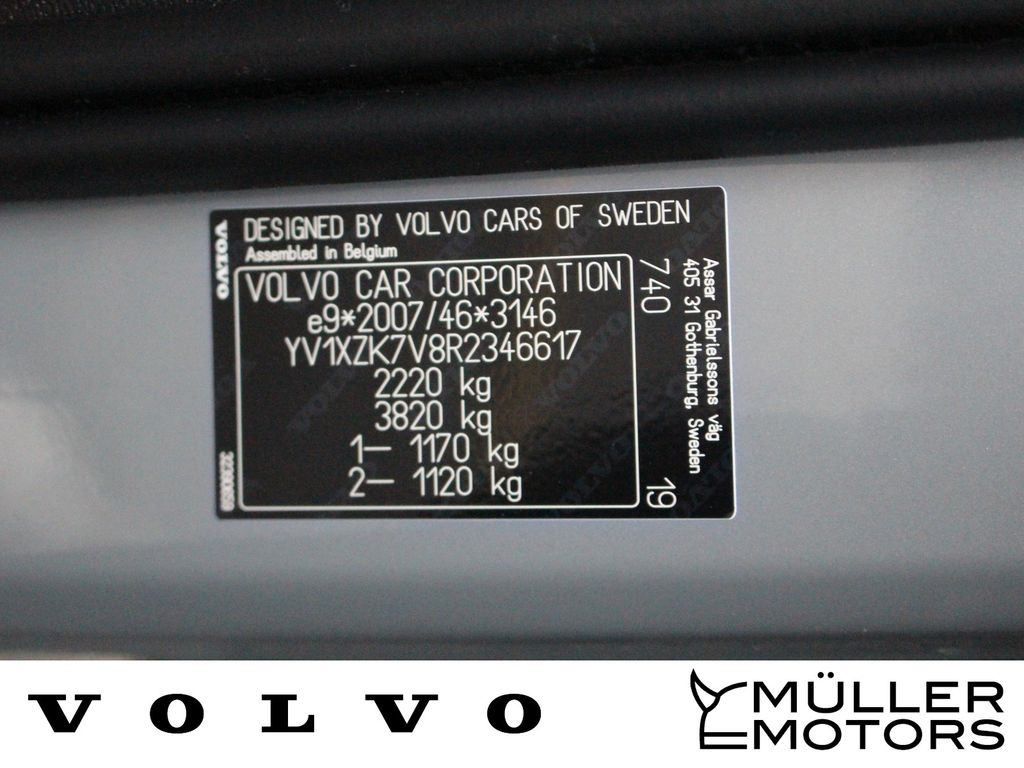 VOLVO
DESIGNED BY VOLVO CARS OF SWEDEN
Assembled in Belgium
VOLVO CAR CORPORATION
e9*2007/46*3146
YV1XZK7V8R2346617
2220 kg
3820 kg
1– 1170 kg
2– 1120 kg
740
19
Assar Gabrielssons väg
405 31 Gothenburg, Sweden
VOLVO
MÜLLER
MOTORS